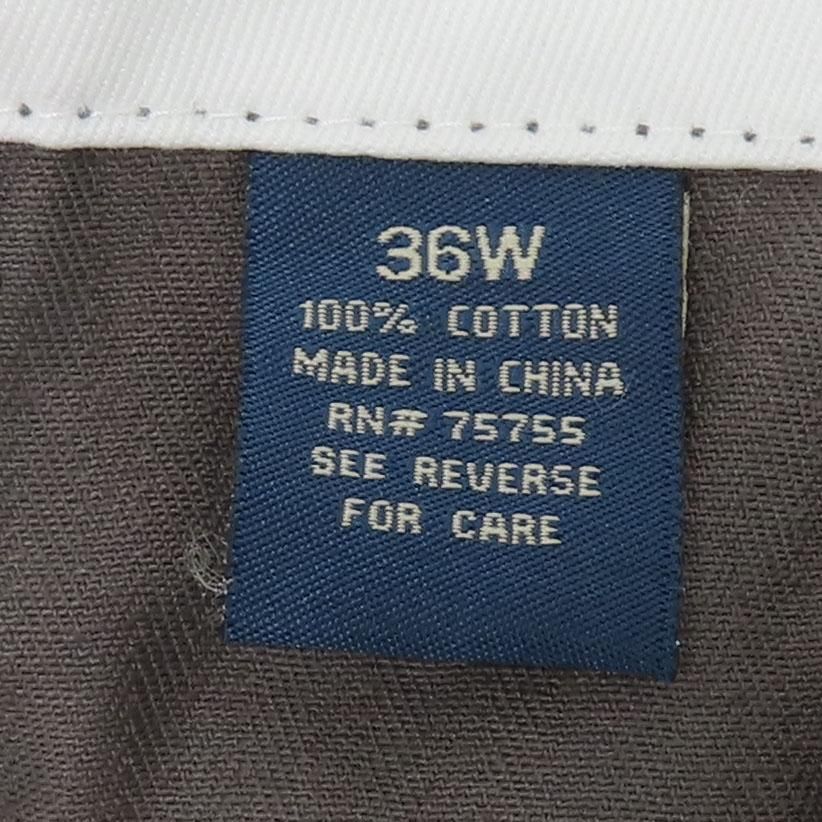 36W
100% COTTON
MADE IN CHINA
RN# 75755
SEE REVERSE
FOR CARE